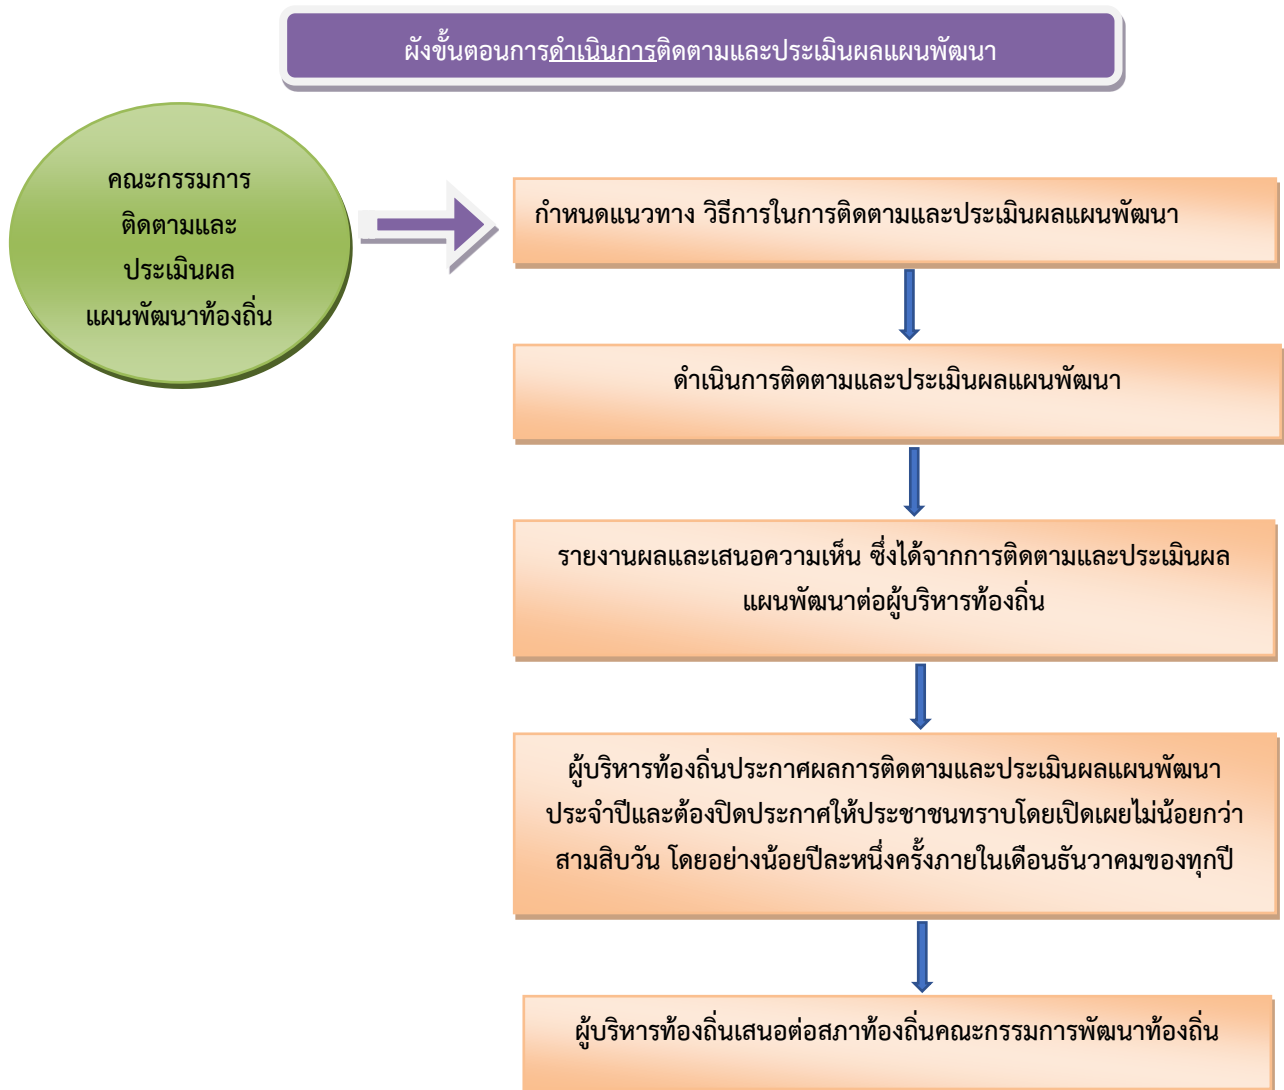 ผังขั้นตอนการดำเนินการติดตามและประเมินผลแผนพัฒนา
คณะกรรมการ
ติดตามและ
ประเมินผล
แผนพัฒนาท้องถิ่น
กำหนดแนวทาง วิธีการในการติดตามและประเมินผลแผนพัฒนา
ดำเนินการติดตามและประเมินผลแผนพัฒนา
รายงานผลและเสนอความเห็น ซึ่งได้จากการติดตามและประเมินผล
แผนพัฒนาต่อผู้บริหารท้องถิ่น
ผู้บริหารท้องถิ่นประกาศผลการติดตามและประเมินผลแผนพัฒนา
ประจำปีและต้องปิดประกาศให้ประชาชนทราบโดยเปิดเผยไม่น้อยกว่า
สามสิบวัน โดยอย่างน้อยปีละหนึ่งครั้งภายในเดือนธันวาคมของทุกปี
ผู้บริหารท้องถิ่นเสนอต่อสภาท้องถิ่นคณะกรรมการพัฒนาท้องถิ่น